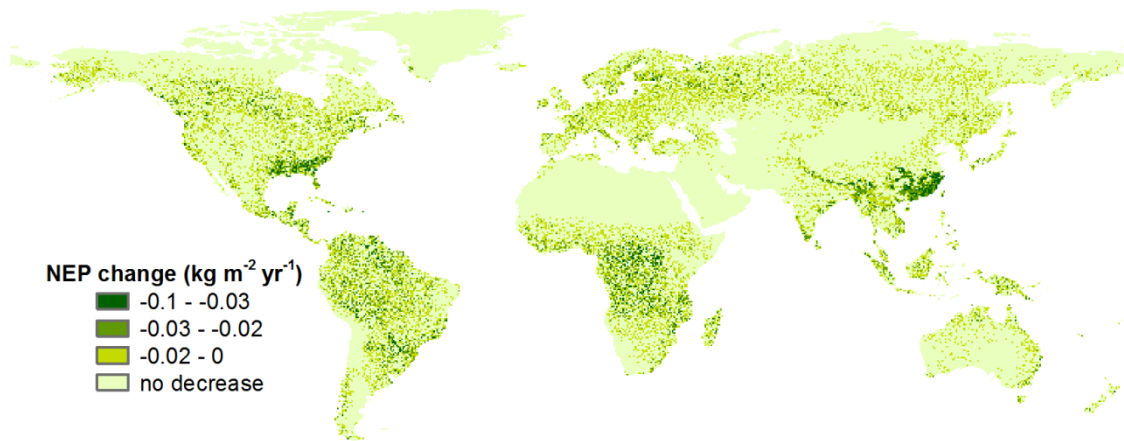 NEP change (kg m⁻² yr⁻¹)
-0.1 - -0.03
-0.03 - -0.02
-0.02 - 0
no decrease